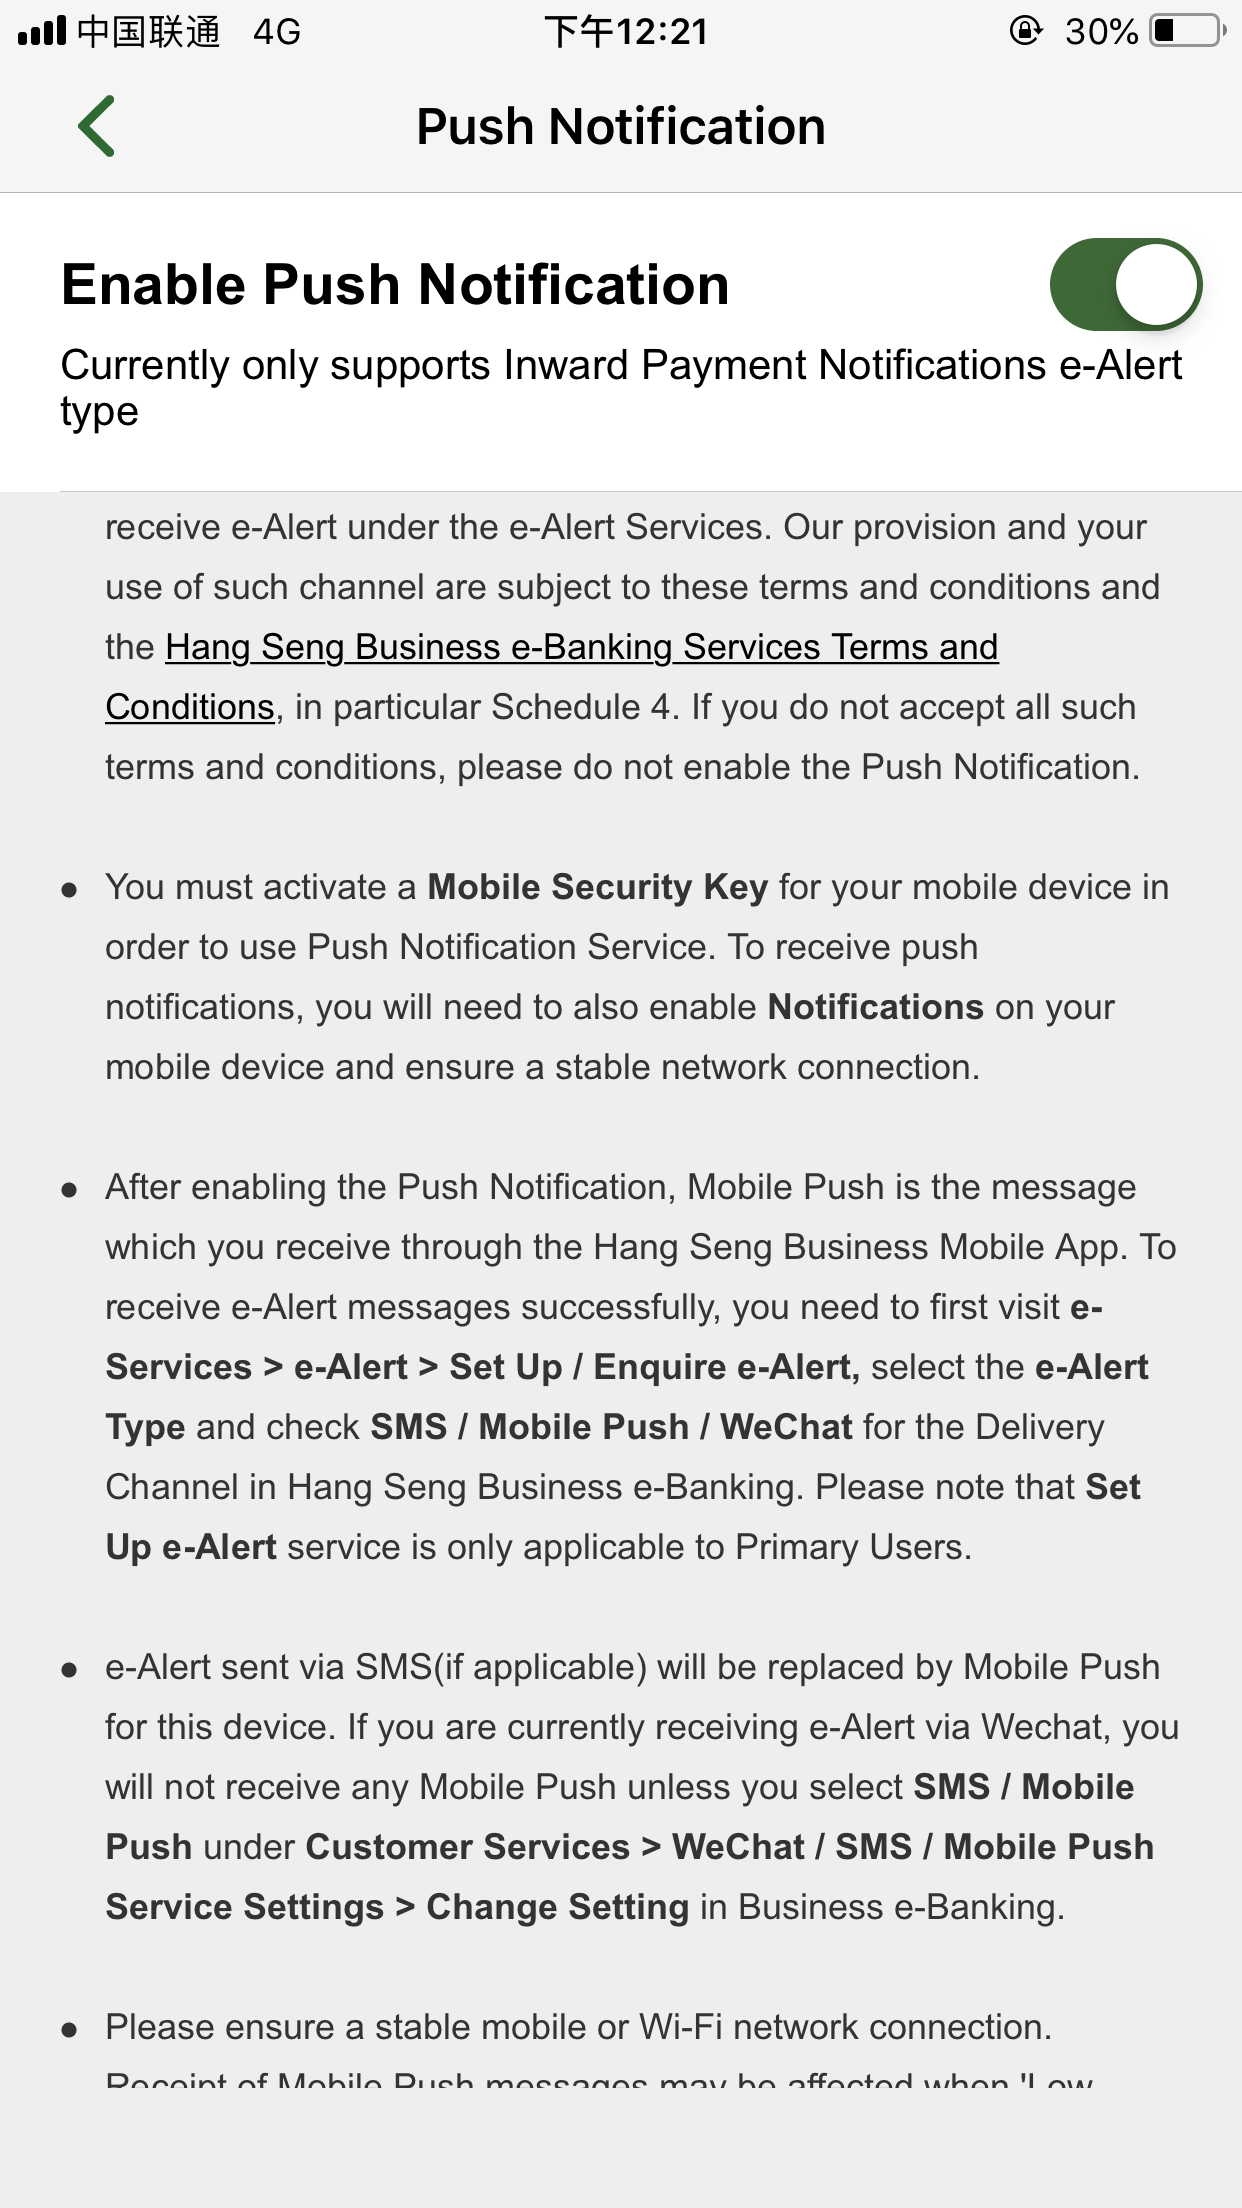 中国联通 4G 下午12:21 30%
Push Notification
Enable Push Notification
Currently only supports Inward Payment Notifications e-Alert
type
receive e-Alert under the e-Alert Services. Our provision and your
use of such channel are subject to these terms and conditions and
the Hang Seng Business e-Banking Services Terms and
Conditions, in particular Schedule 4. If you do not accept all such
terms and conditions, please do not enable the Push Notification.
● You must activate a Mobile Security Key for your mobile device in
order to use Push Notification Service. To receive push
notifications, you will need to also enable Notifications on your
mobile device and ensure a stable network connection.
● After enabling the Push Notification, Mobile Push is the message
which you receive through the Hang Seng Business Mobile App. To
receive e-Alert messages successfully, you need to first visit e-
Services > e-Alert > Set Up / Enquire e-Alert, select the e-Alert
Type and check SMS / Mobile Push / WeChat for the Delivery
Channel in Hang Seng Business e-Banking. Please note that Set
Up e-Alert service is only applicable to Primary Users.
● e-Alert sent via SMS(if applicable) will be replaced by Mobile Push
for this device. If you are currently receiving e-Alert via Wechat, you
will not receive any Mobile Push unless you select SMS / Mobile
Push under Customer Services > WeChat / SMS / Mobile Push
Service Settings > Change Setting in Business e-Banking.
● Please ensure a stable mobile or Wi-Fi network connection.
Receipt of Mobile Push messages may be affected when 'Low